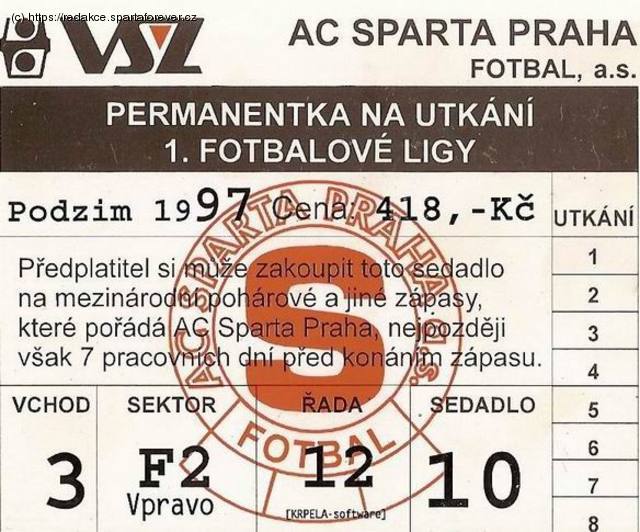 (c) https://redakce.spartaforever.cz
VSŽ
AC SPARTA PRAHA
FOTBAL, a.s.
PERMANENTKA NA UTKÁNÍ
1. FOTBALOVÉ LIGY
Podzim 1997 Cena: 418,-Kč
UTKÁNÍ
Předplatitel si může zakoupit toto sedadlo
na mezinárodní pohárové a jiné zápasy,
které pořádá AC Sparta Praha, nejpozději
však 7 pracovních dní před konáním zápasu.
AC SPARTA PRAHA a.s.
S
FOTBAL
1
2
3
4
5
6
7
8
VCHOD SEKTOR ŘADA SEDADLO
3 F2 12 10
Vpravo
[KRPELA-software]